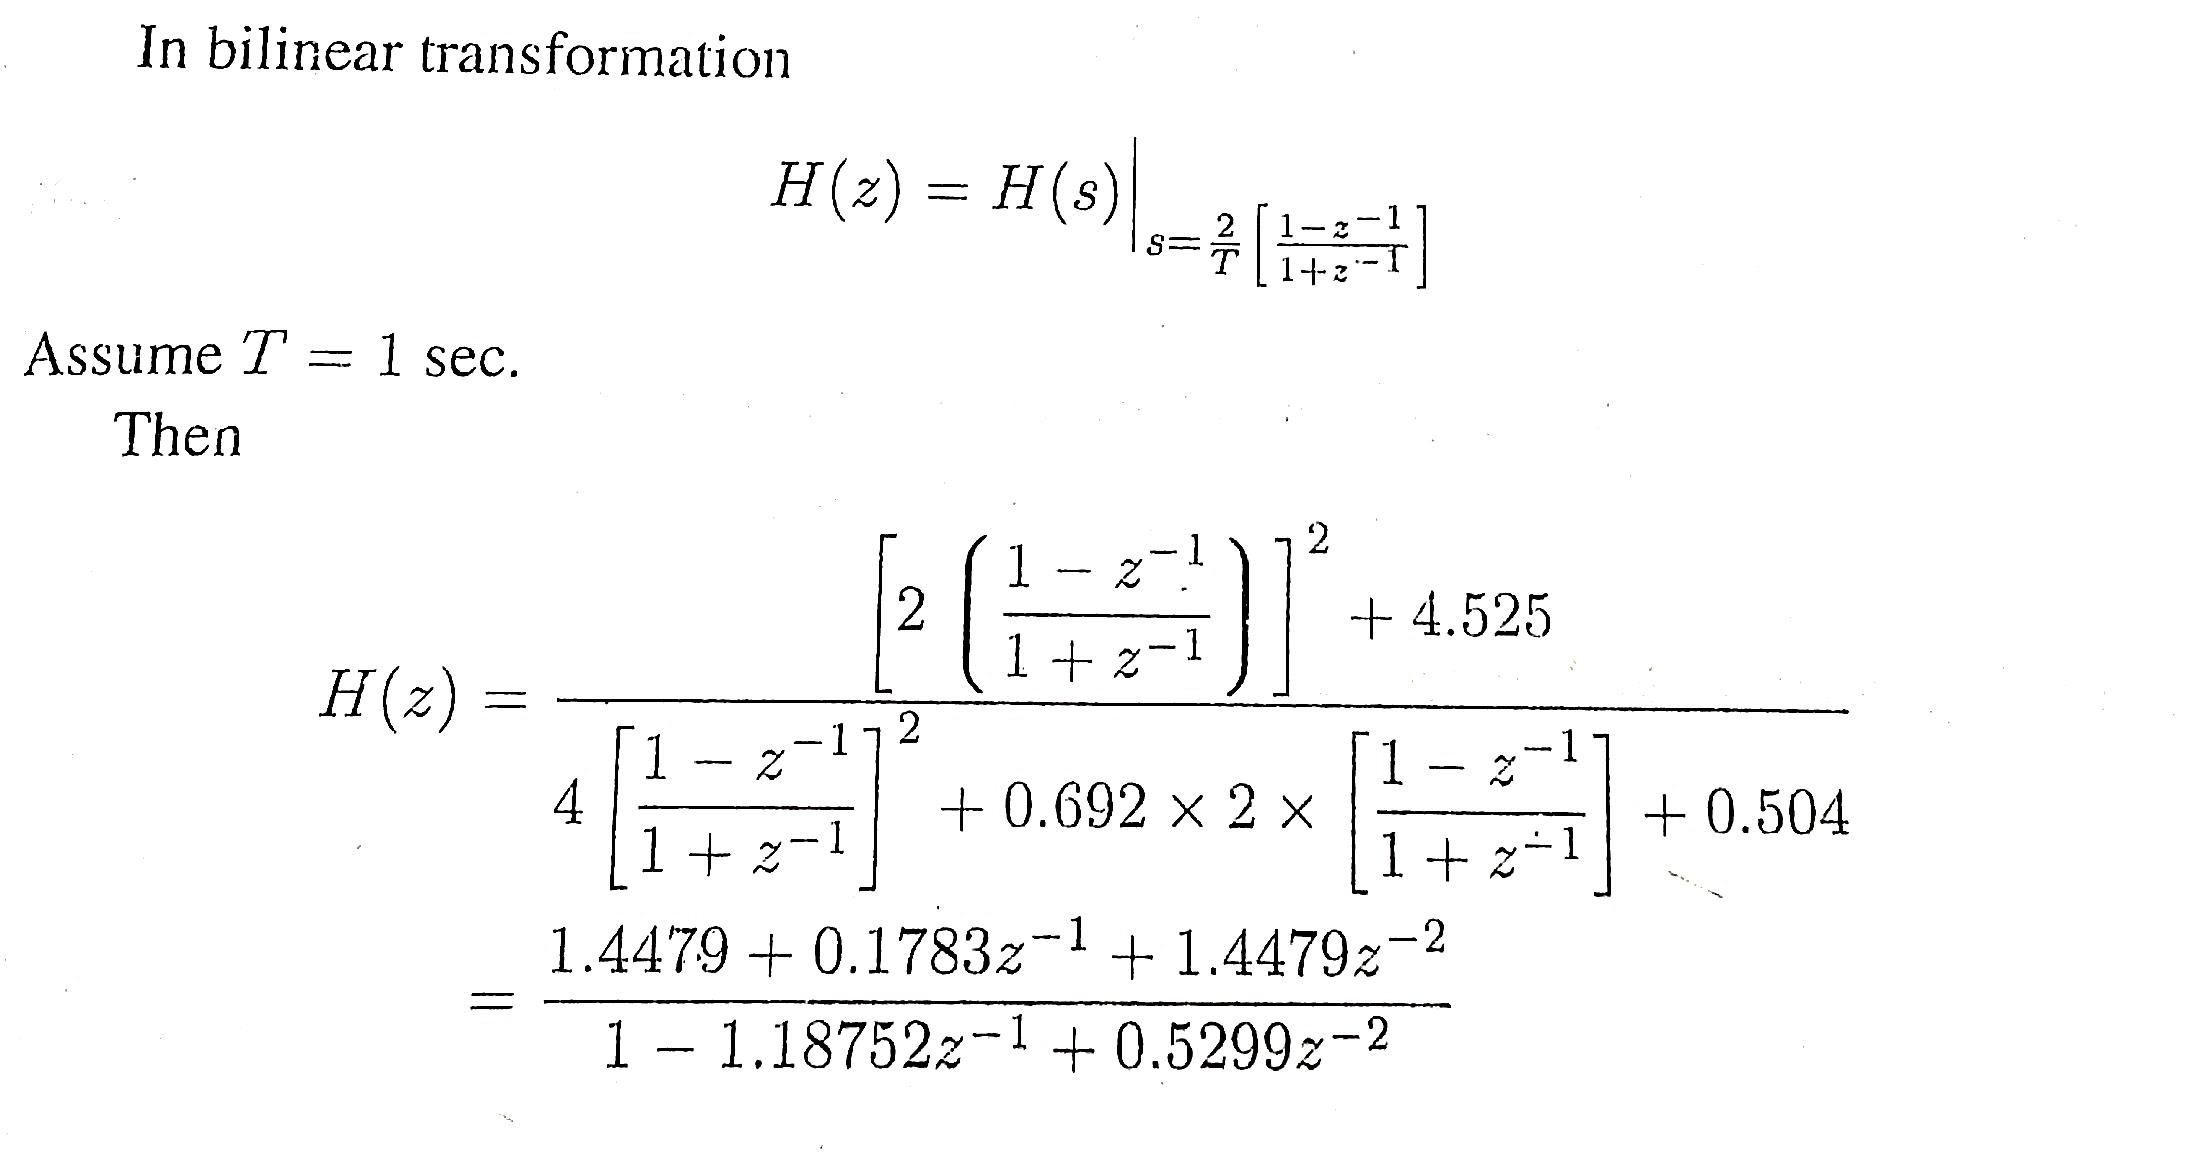 In bilinear transformation
H(z) = H(s)|_{s=\frac{2}{T}\left[\frac{1-z^{-1}}{1+z^{-1}}\right]}
Assume T = 1 sec.
Then
H(z) = \frac{\left[2\left(\frac{1-z^{-1}}{1+z^{-1}}\right)\right]^2 + 4.525}{4\left[\frac{1-z^{-1}}{1+z^{-1}}\right]^2 + 0.692 \times 2 \times \left[\frac{1-z^{-1}}{1+z^{-1}}\right] + 0.504}
= \frac{1.4479 + 0.1783z^{-1} + 1.4479z^{-2}}{1 - 1.18752z^{-1} + 0.5299z^{-2}}